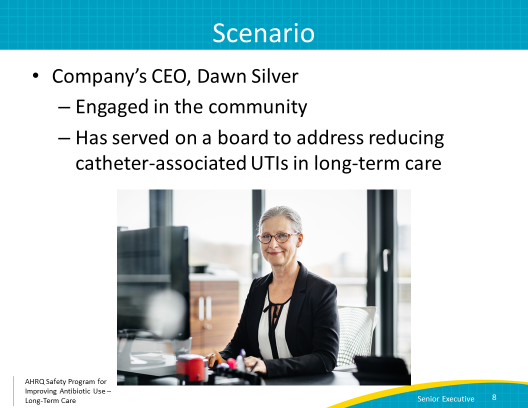 Scenario
• Company's CEO, Dawn Silver
– Engaged in the community
– Has served on a board to address reducing
catheter-associated UTIs in long-term care
AHRQ Safety Program for
Improving Antibiotic Use –
Long-Term Care
Senior Executive
8